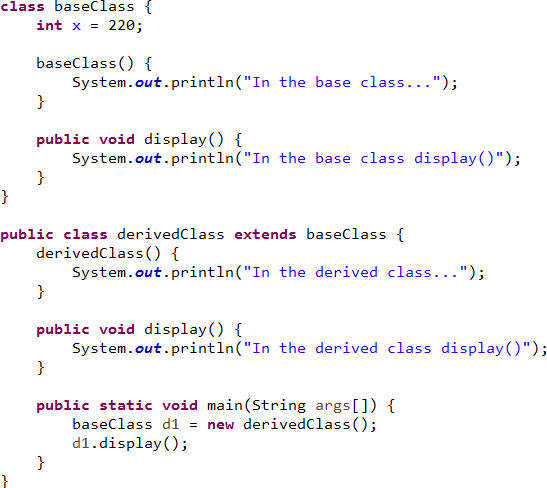 class baseClass {
    int x = 220;

    baseClass() {
        System.out.println("In the base class...");
    }

    public void display() {
        System.out.println("In the base class display()");
    }
}

public class derivedClass extends baseClass {
    derivedClass() {
        System.out.println("In the derived class...");
    }

    public void display() {
        System.out.println("In the derived class display()");
    }

    public static void main(String args[]) {
        baseClass d1 = new derivedClass();
        d1.display();
    }
}